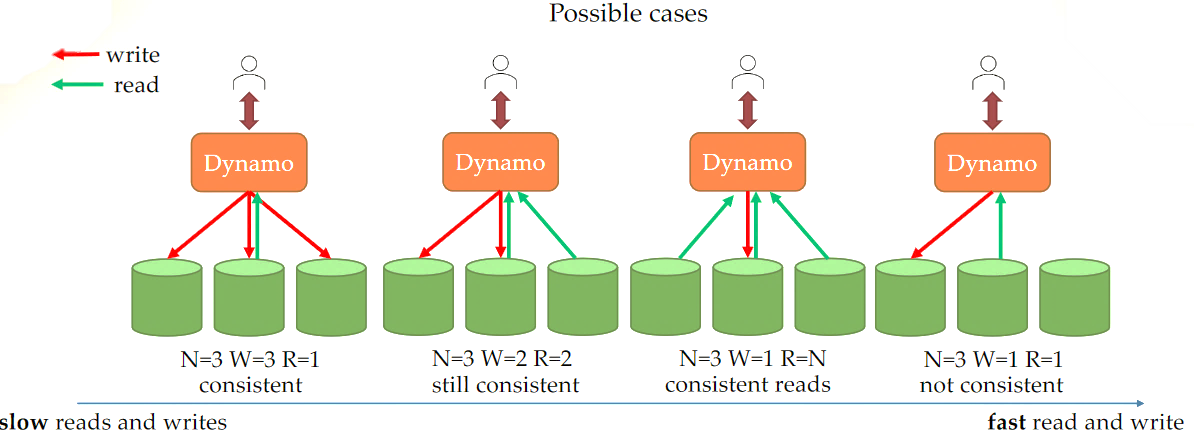 Possible cases
write
read
Dynamo
Dynamo
Dynamo
Dynamo
N=3 W=3 R=1
consistent
N=3 W=2 R=2
still consistent
N=3 W=1 R=N
consistent reads
N=3 W=1 R=1
not consistent
slow reads and writes
fast read and write